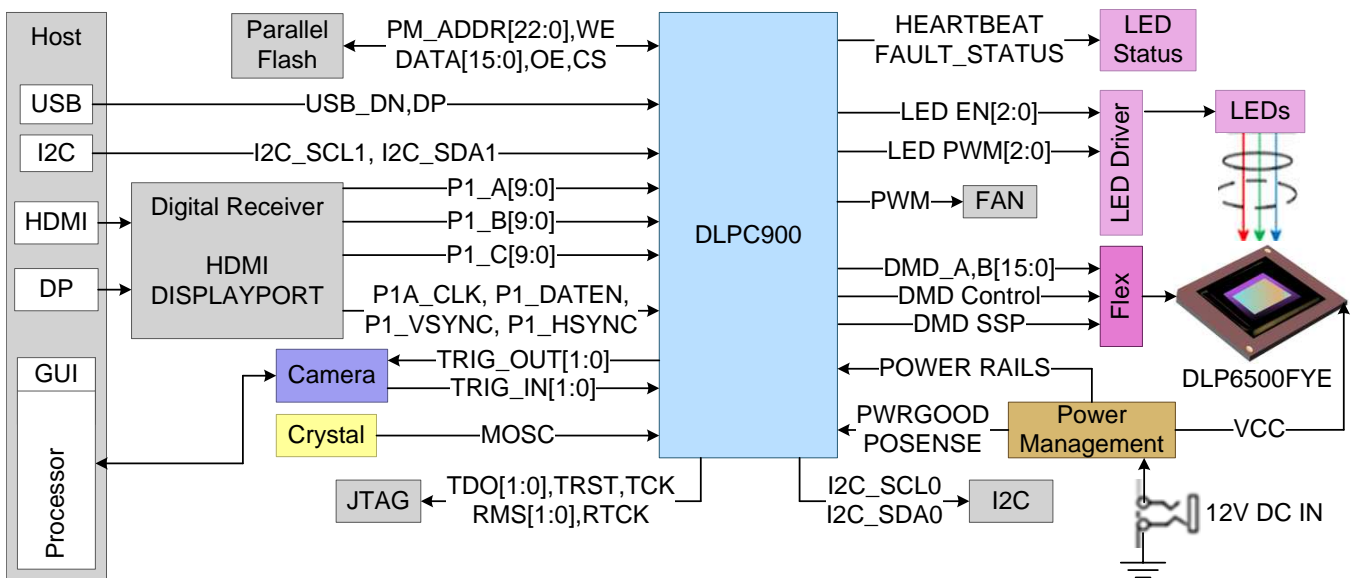 Host
USB
I2C
HDMI
DP
GUI
Processor
Parallel
Flash
PM_ADDR[22:0],WE
DATA[15:0],OE,CS
USB_DN,DP
I2C_SCL1, I2C_SDA1
Digital Receiver
HDMI
DISPLAYPORT
P1_A[9:0]
P1_B[9:0]
P1_C[9:0]
P1A_CLK, P1_DATEN,
P1_VSYNC, P1_HSYNC
Camera
TRIG_OUT[1:0]
TRIG_IN[1:0]
Crystal
MOSC
JTAG
TDO[1:0],TRST,TCK
RMS[1:0],RTCK
DLPC900
HEARTBEAT
FAULT_STATUS
LED
Status
LED EN[2:0]
LED PWM[2:0]
LED Driver
LEDs
PWM
FAN
DMD_A,B[15:0]
DMD Control
DMD SSP
Flex
DLP6500FYE
POWER RAILS
PWRGOOD
POSENSE
Power
Management
VCC
I2C_SCL0
I2C_SDA0
I2C
12V DC IN